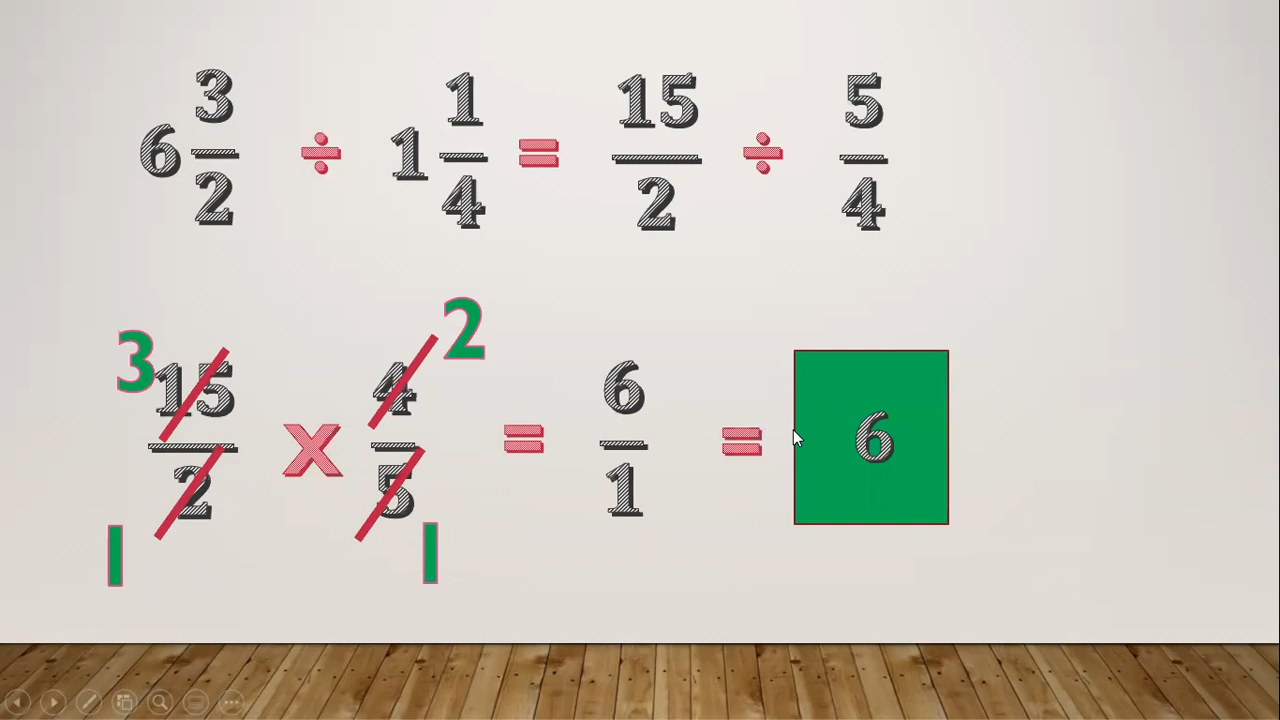 6 3/2 ÷ 1 1/4 = 15/2 ÷ 5/4
3 15/2 1 x 4/5 2 1 = 6/1 = 6